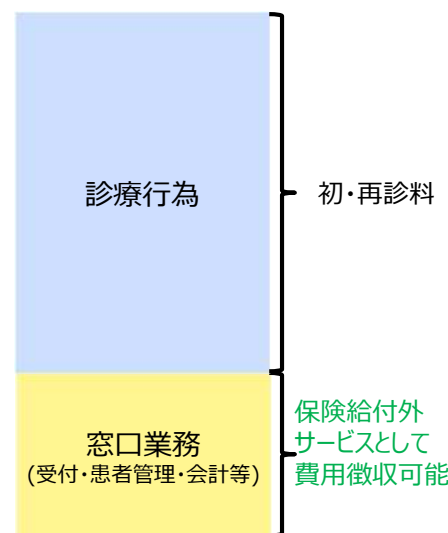 診療行為
初・再診料
窓口業務
(受付・患者管理・会計等)
保険給付外
サービスとして
費用徴収可能